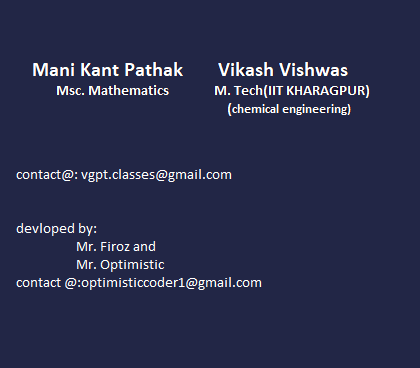 Mani Kant Pathak Vikash Vishwas
Msc. Mathematics M. Tech(IIT KHARAGPUR)
(chemical engineering)
contact@: vgpt.classes@gmail.com
devloped by:
Mr. Firoz and
Mr. Optimistic
contact @:optimisticcoder1@gmail.com